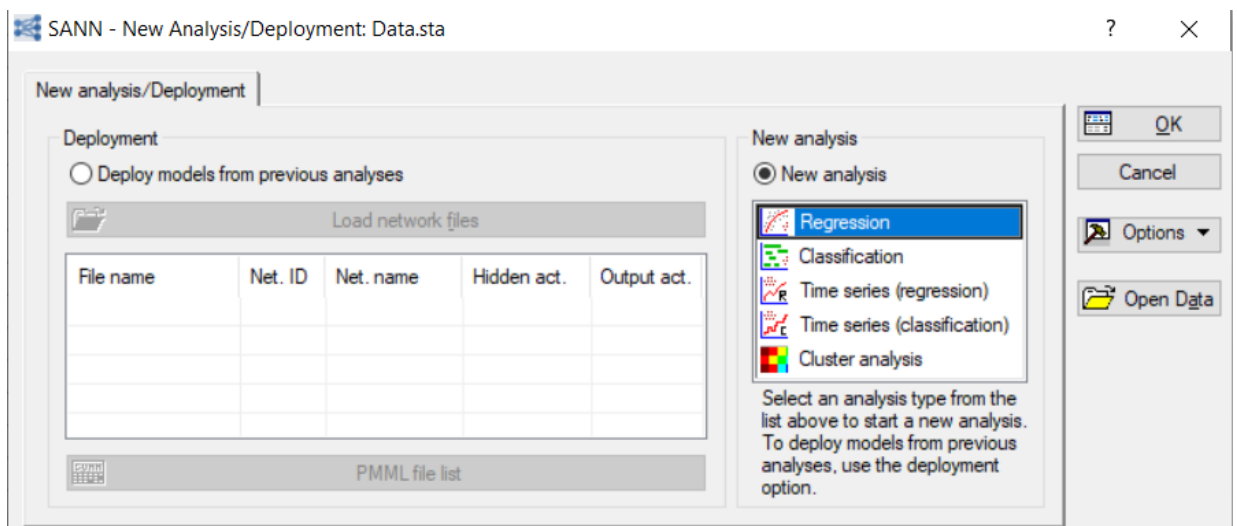 SANN - New Analysis/Deployment: Data.sta
?
New analysis/Deployment
Deployment
Deploy models from previous analyses
Load network files
File name Net. ID Net. name Hidden act. Output act.
PMML file list
New analysis
New analysis
Regression
Classification
Time series (regression)
Time series (classification)
Cluster analysis
Select an analysis type from the
list above to start a new analysis.
To deploy models from previous
analyses, use the deployment
option.
OK
Cancel
Options
Open Data